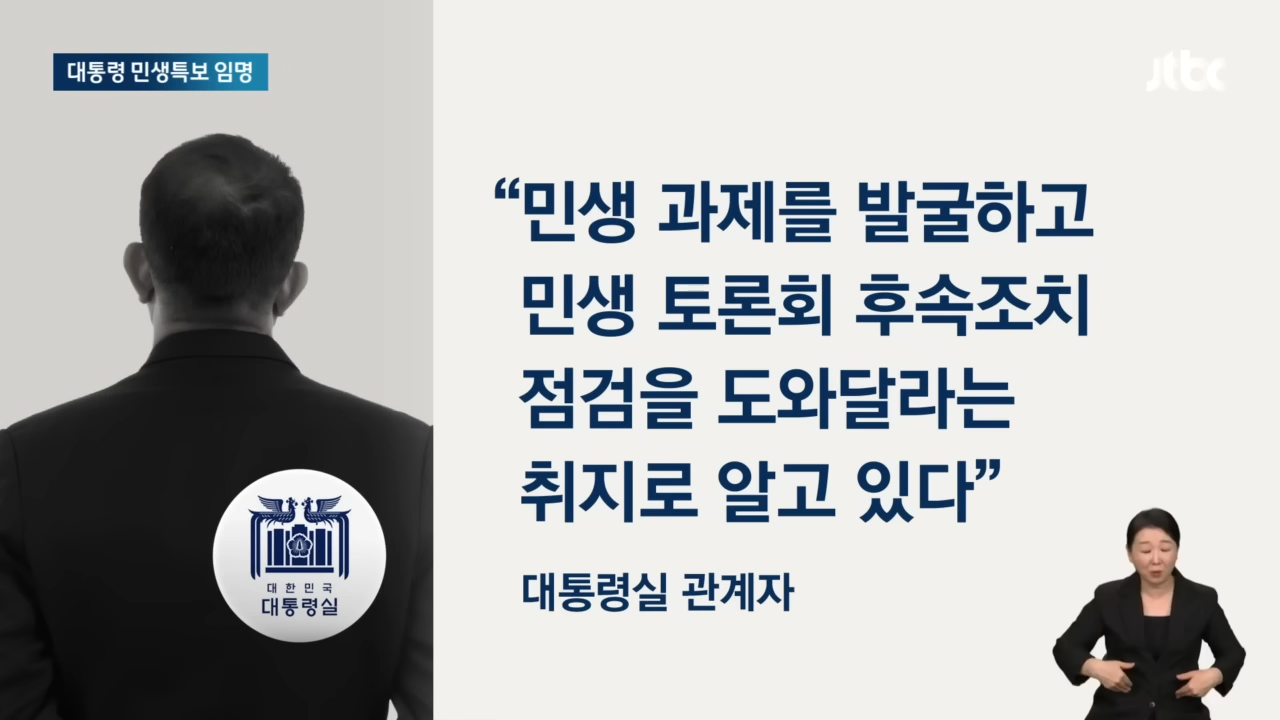 대통령 민생특보 임명
jtbc
“민생 과제를 발굴하고
민생 토론회 후속조치
점검을 도와달라는
취지로 알고 있다”
대통령실 관계자
대한민국
대통령실